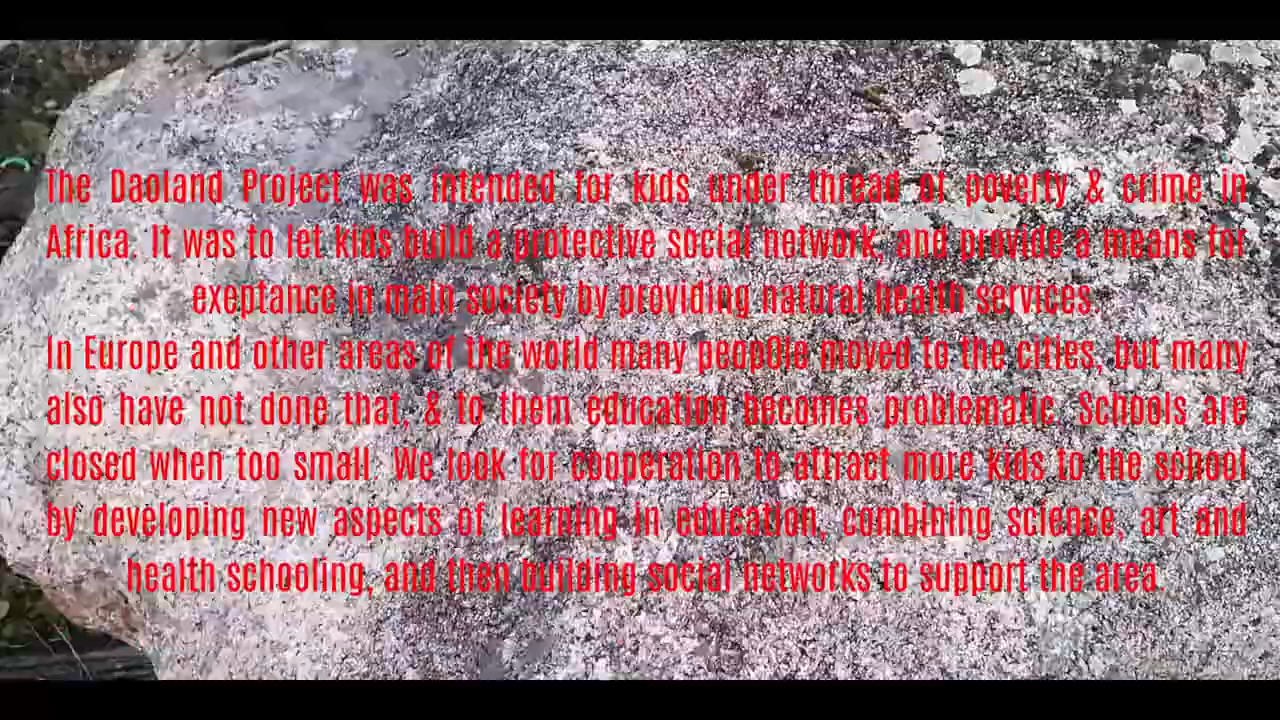 The Daoland Project was intended for kids under thread of poverty & crime in
Africa. It was to let kids build a protective social network, and provide a means for
exeptance in main society by providing natural health services.
In Europe and other areas of the world many peopOle moved to the cities, but many
also have not done that, & to them education becomes problematic. Schools are
closed when too small. We look for cooperation to attract more kids to the school
by developing new aspects of learning in education, combining science, art and
health schooling, and then building social networks to support the area.